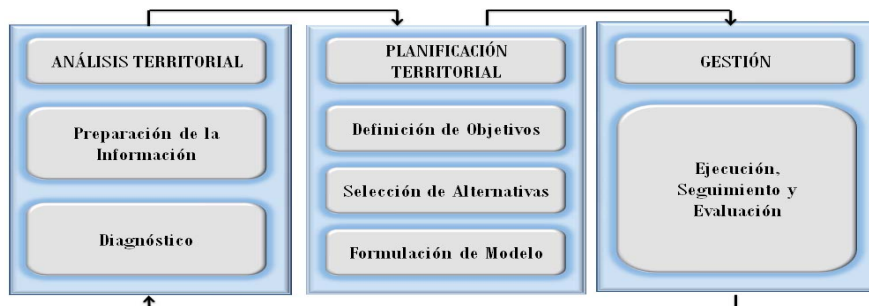 ANÁLISIS TERRITORIAL
Preparación de la
Información
Diagnóstico
PLANIFICACIÓN
TERRITORIAL
Definición de Objetivos
Selección de Alternativas
Formulación de Modelo
GESTIÓN
Ejecución,
Seguimiento y
Evaluación